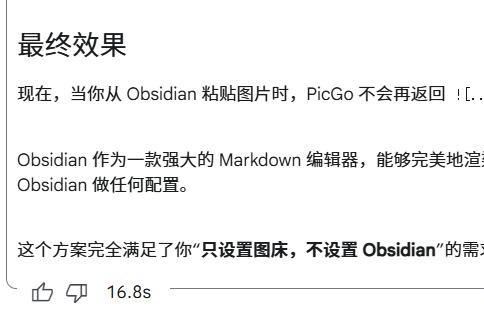 最终效果
现在，当你从 Obsidian 粘贴图片时，PicGo 不会再返回 ![..
Obsidian 作为一款强大的 Markdown 编辑器，能够完美地渲
Obsidian 做任何配置。
这个方案完全满足了你“只设置图床，不设置 Obsidian”的需求
16.8s